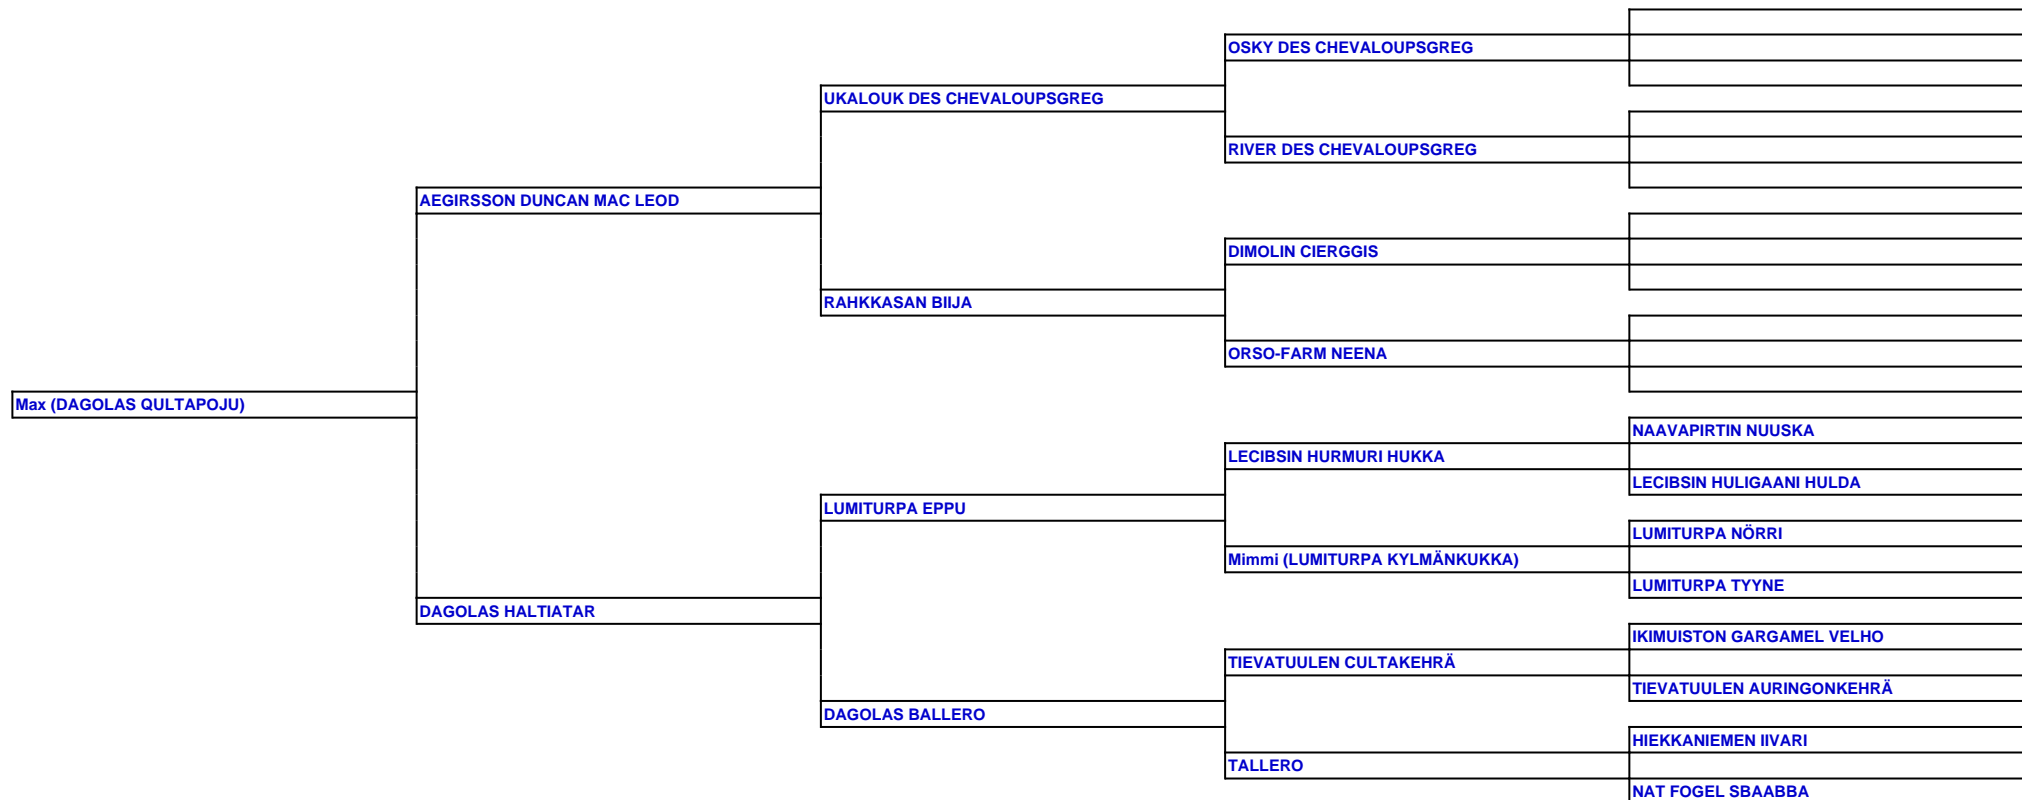 OSKY DES CHEVALOUPSGREG
UKALOUK DES CHEVALOUPSGREG
RIVER DES CHEVALOUPSGREG
AEGIRSSON DUNCAN MAC LEOD
DIMOLIN CIERGGIS
RAHKKASAN BIIJA
ORSO-FARM NEENA
Max (DAGOLAS QULTAPOJU)
NAAVAPIRTIN NUUSKA
LECIBSIN HURMURI HUKKA
LECIBSIN HULIGAANI HULDA
LUMITURPA EPPU
LUMITURPA NÖRRI
Mimmi (LUMITURPA KYLMÄNKUKKA)
LUMITURPA TYYNE
DAGOLAS HALTIATAR
IKIMUISTON GARGAMEL VELHO
TIEVATUULEN CULTAKEHRÄ
TIEVATUULEN AURINGONKEHRÄ
DAGOLAS BALLERO
HIEKKANIEMEN IIVARI
TALLERO
NAT FOGEL SBAABBA